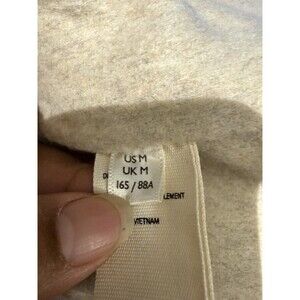 US M
UK M
165 / 88A
LEMENT
VIETNAM